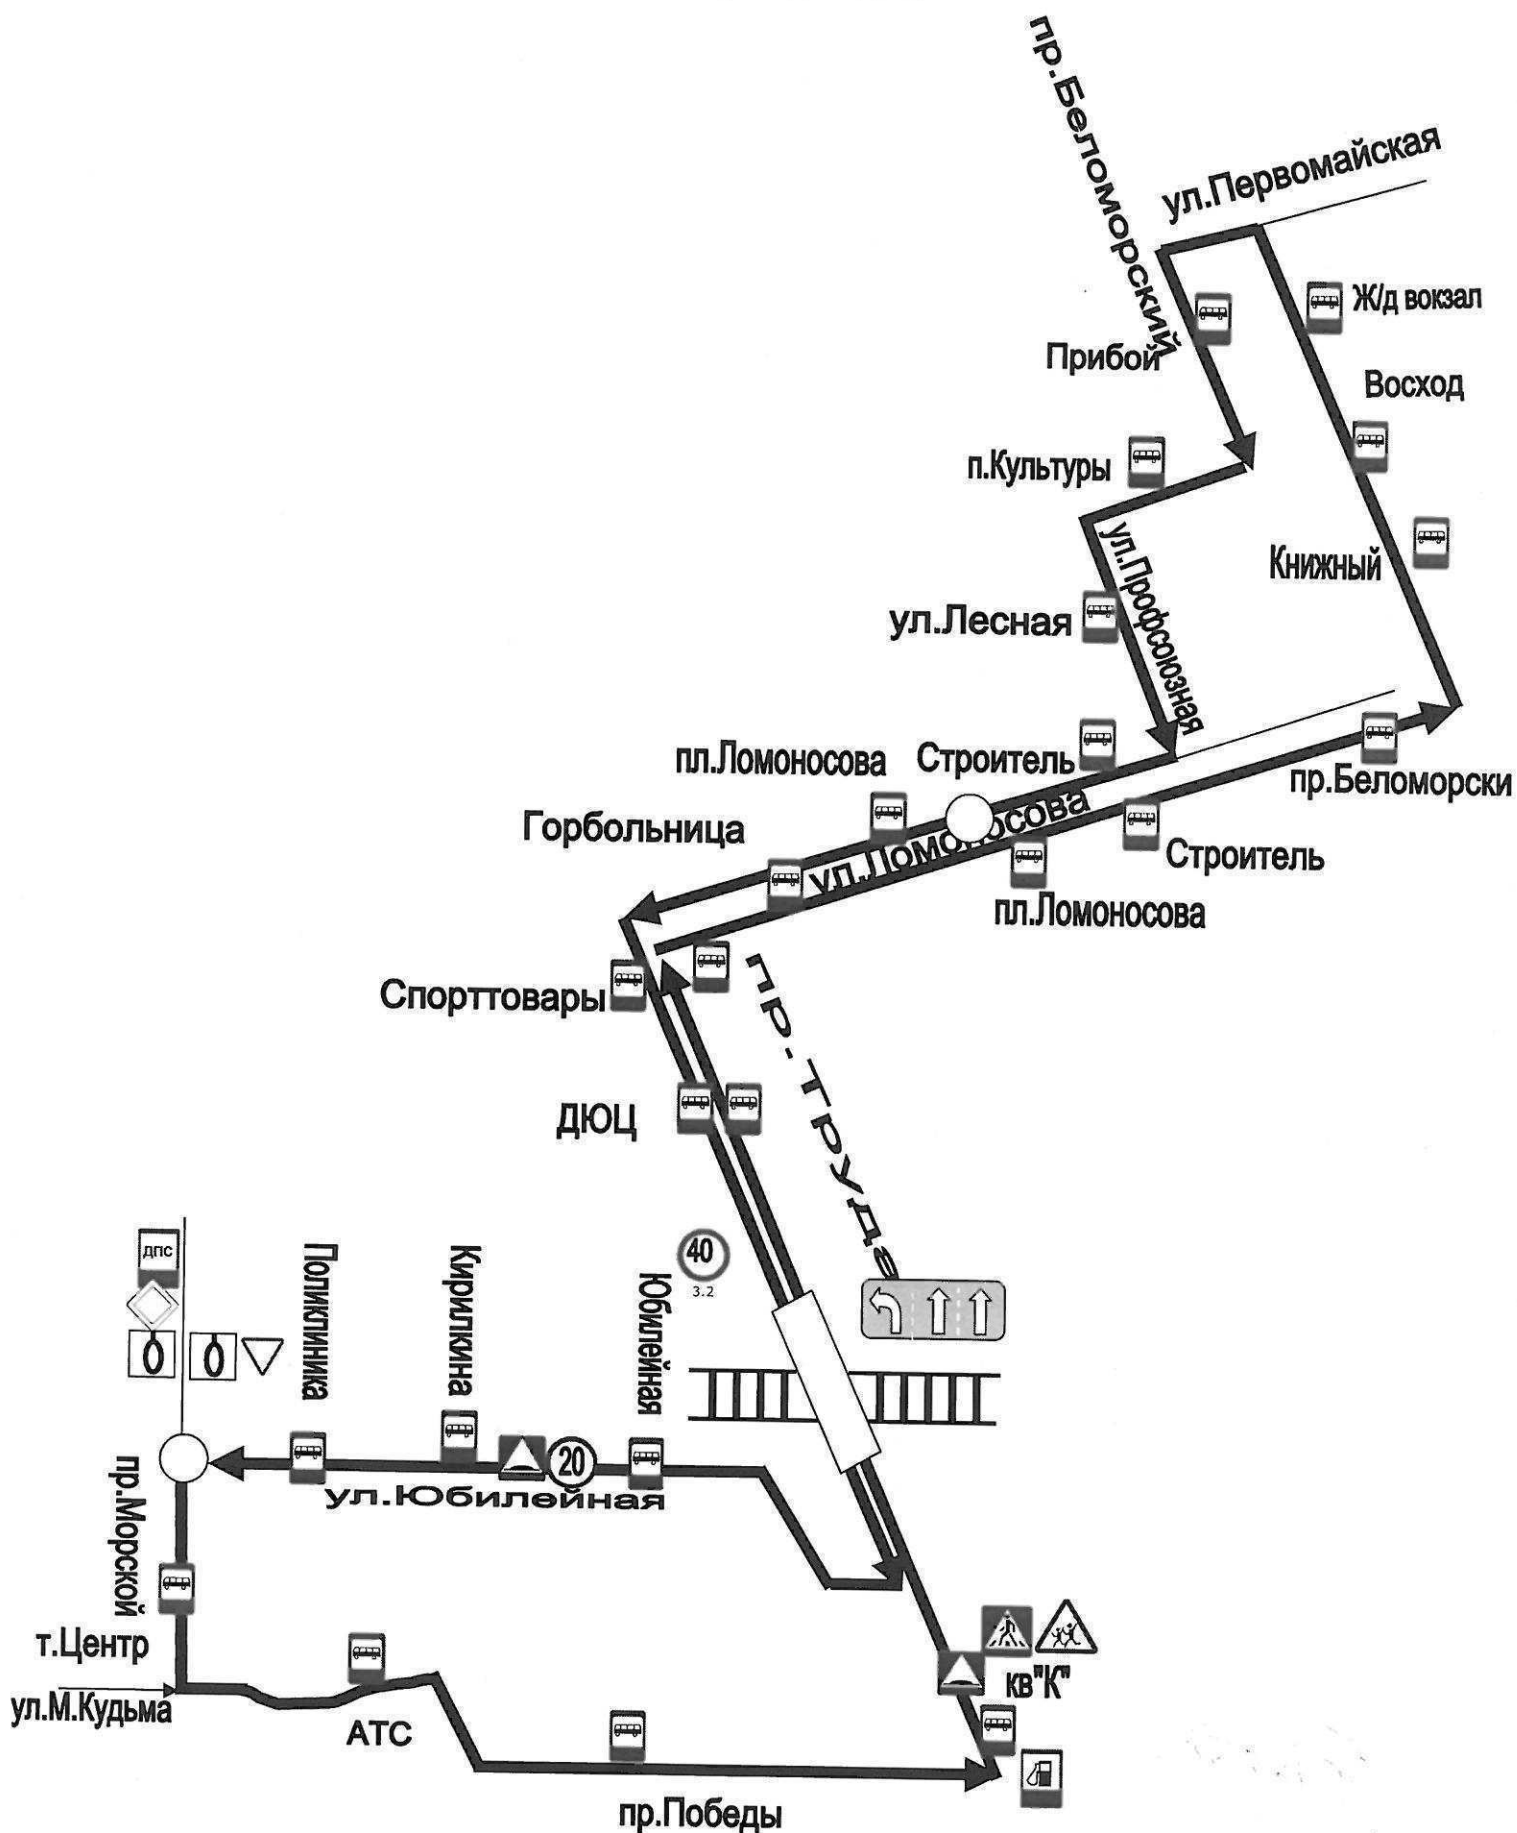 пр.Беломорский
ул.Первомайская
Ж/д вокзал
Прибой
Восход
п.Культуры
Книжный
ул.Профсоюзная
ул.Лесная
пл.Ломоносова
Строитель
пр.Беломорски
Горбольница
ул.Ломоносова
Строитель
пл.Ломоносова
Спорттовары
пр-Труда
ДЮЦ
40
3.2
дпс
Поликлиника
Кирилкина
Юбилейная
20
ул.Юбилейная
пр.Морской
т.Центр
ул.М.Кудьма
АТС
кв"К"
пр.Победы